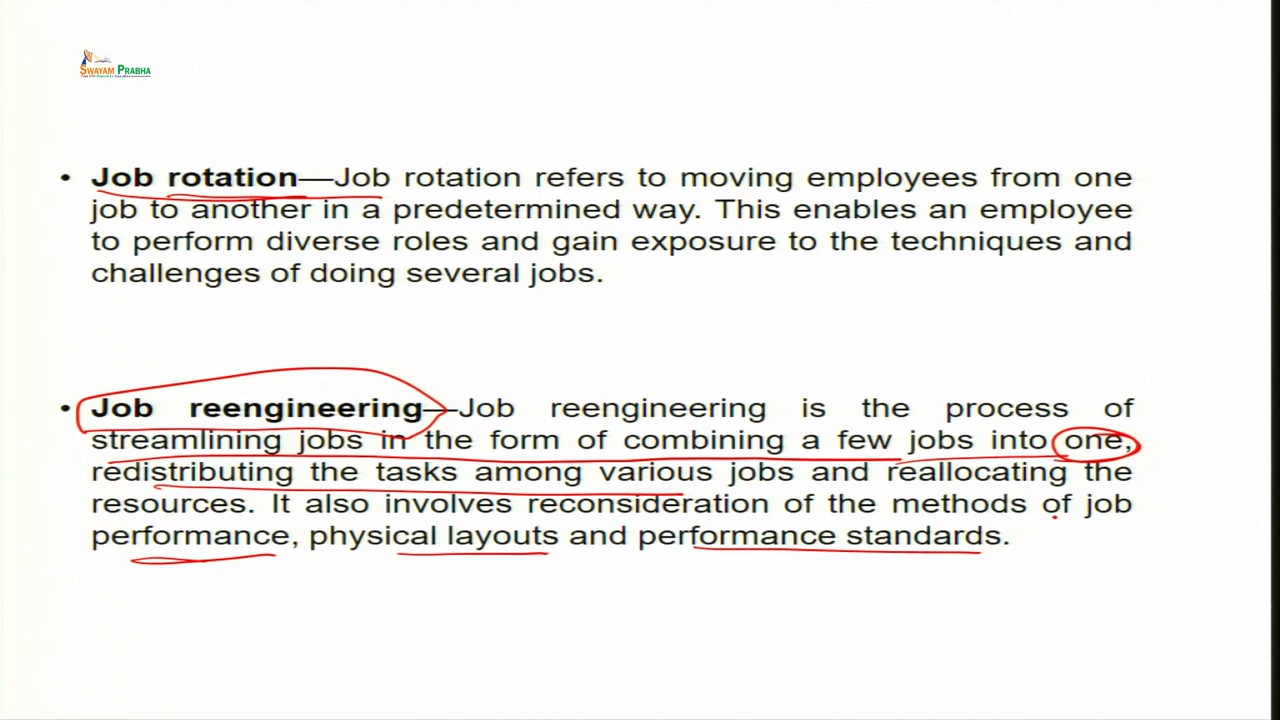 SWAYAM PRABHA
• Job rotation—Job rotation refers to moving employees from one
job to another in a predetermined way. This enables an employee
to perform diverse roles and gain exposure to the techniques and
challenges of doing several jobs.
• Job reengineering—Job reengineering is the process of
streamlining jobs in the form of combining a few jobs into one,
redistributing the tasks among various jobs and reallocating the
resources. It also involves reconsideration of the methods of job
performance, physical layouts and performance standards.